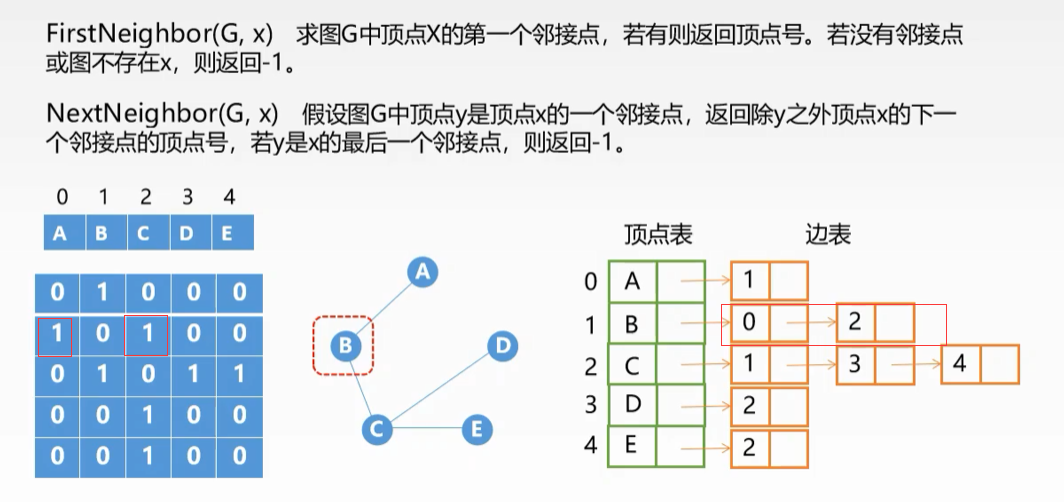 FirstNeighbor(G, x) 求图G中顶点X的第一个邻接点，若有则返回顶点号。若没有邻接点
或图不存在x，则返回-1。
NextNeighbor(G, x) 假设图G中顶点y是顶点x的一个邻接点，返回除y之外顶点x的下一
个邻接点的顶点号，若y是x的最后一个邻接点，则返回-1。
0 1 2 3 4
A B C D E
0 1 0 0 0
1 0 1 0 0
0 1 0 1 1
0 0 1 0 0
0 0 1 0 0
A
B
D
C
E
顶点表 边表
0 A 1
1 B 0 2
2 C 1 3 4
3 D 2
4 E 2